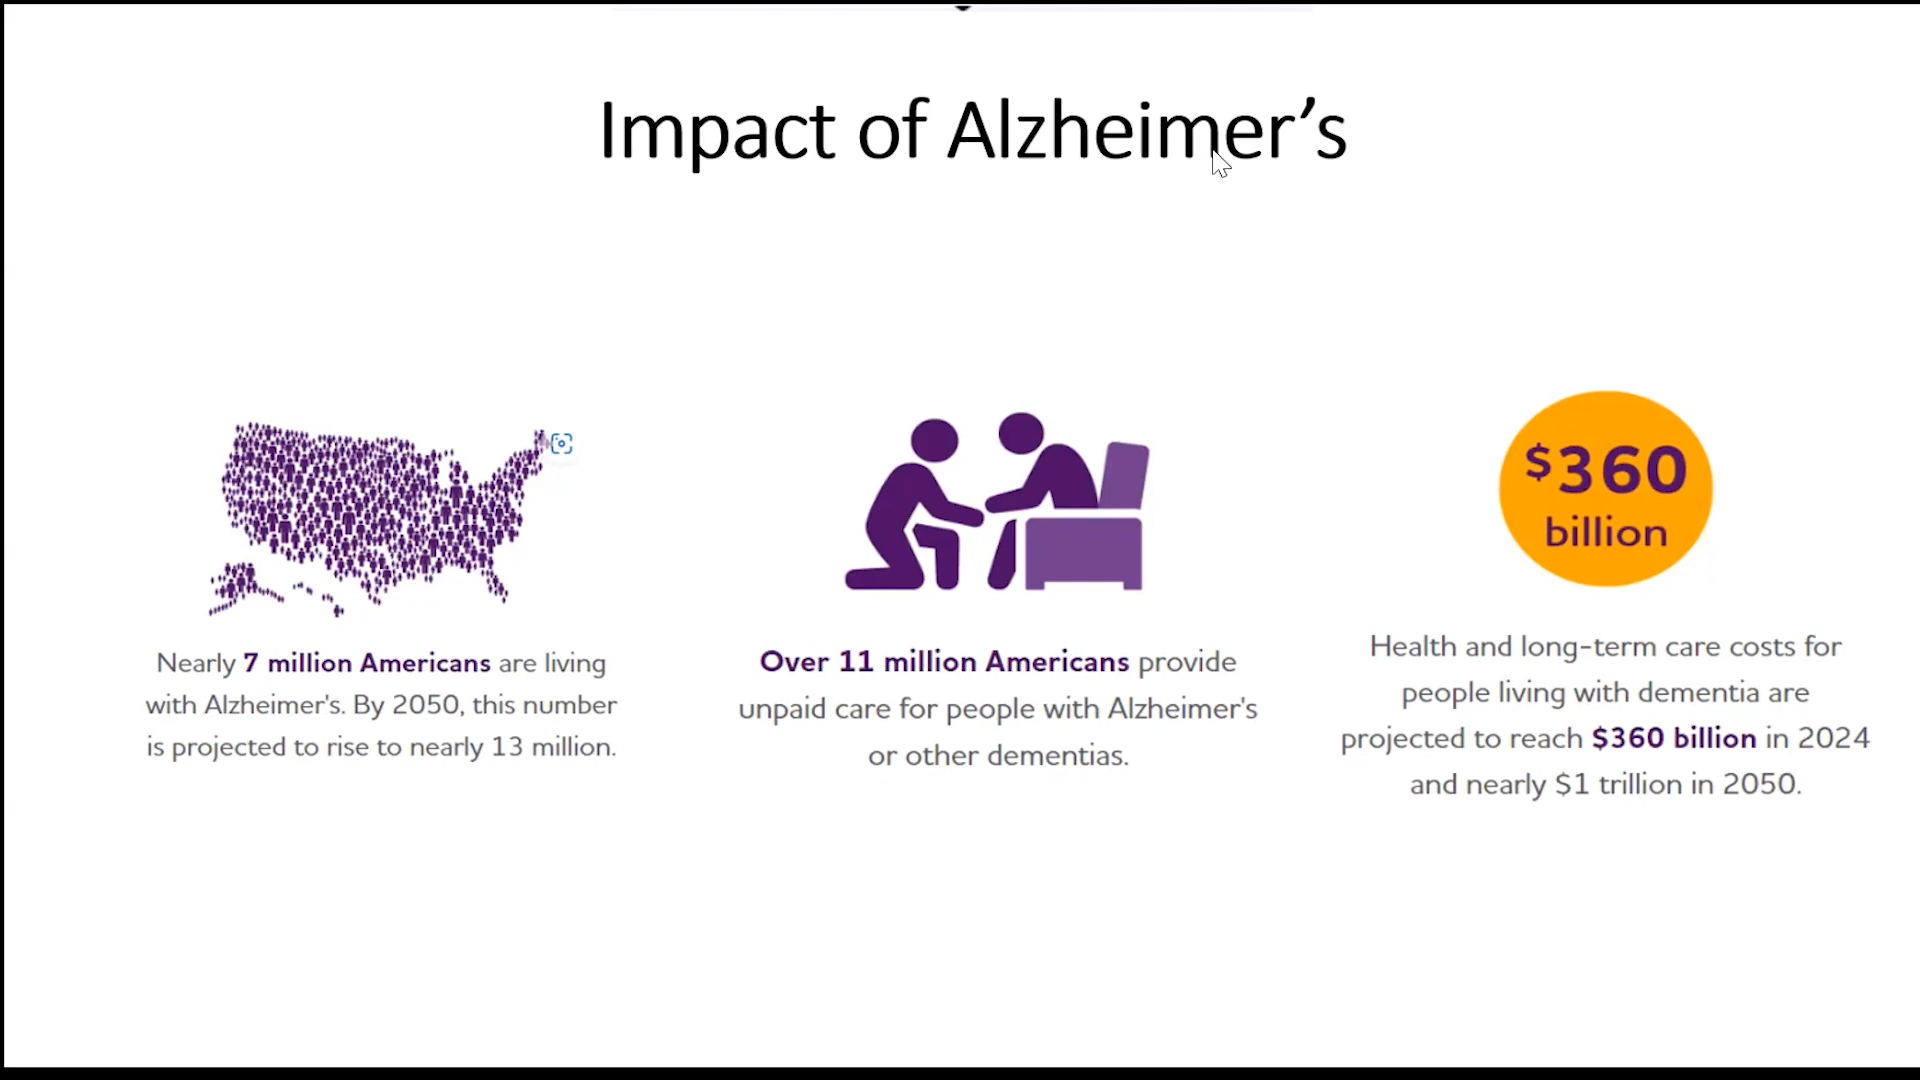 Impact of Alzheimer’s
Nearly 7 million Americans are living
with Alzheimer's. By 2050, this number
is projected to rise to nearly 13 million.
Over 11 million Americans provide
unpaid care for people with Alzheimer's
or other dementias.
$360
billion
Health and long-term care costs for
people living with dementia are
projected to reach $360 billion in 2024
and nearly $1 trillion in 2050.